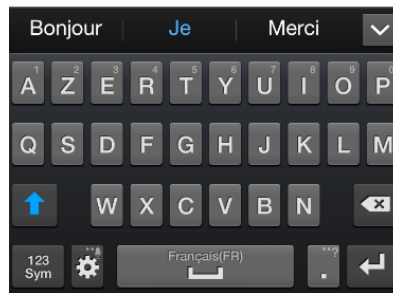 Bonjour Je Merci
1 2 3 4 5 6 7 8 9 0
A Z E R T Y U I O P
Q S D F G H J K L M
W X C V B N
123 Français(FR) ,,?
Sym .